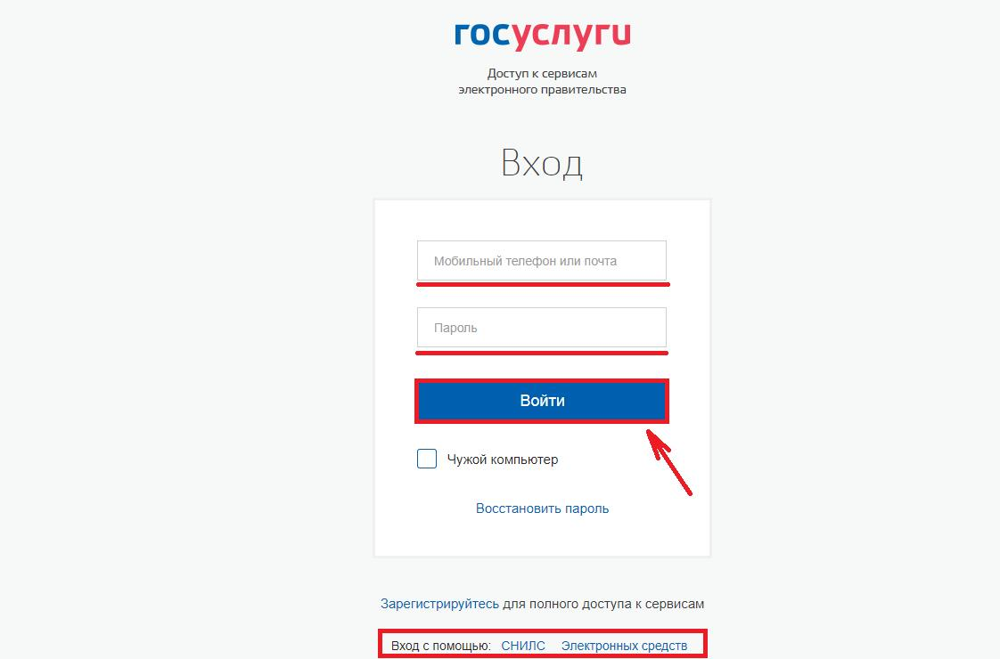 госуслуги
Доступ к сервисам
электронного правительства
Вход
Мобильный телефон или почта
Пароль
Войти
Чужой компьютер
Восстановить пароль
Зарегистрируйтесь для полного доступа к сервисам
Вход с помощью: СНИЛС Электронных средств